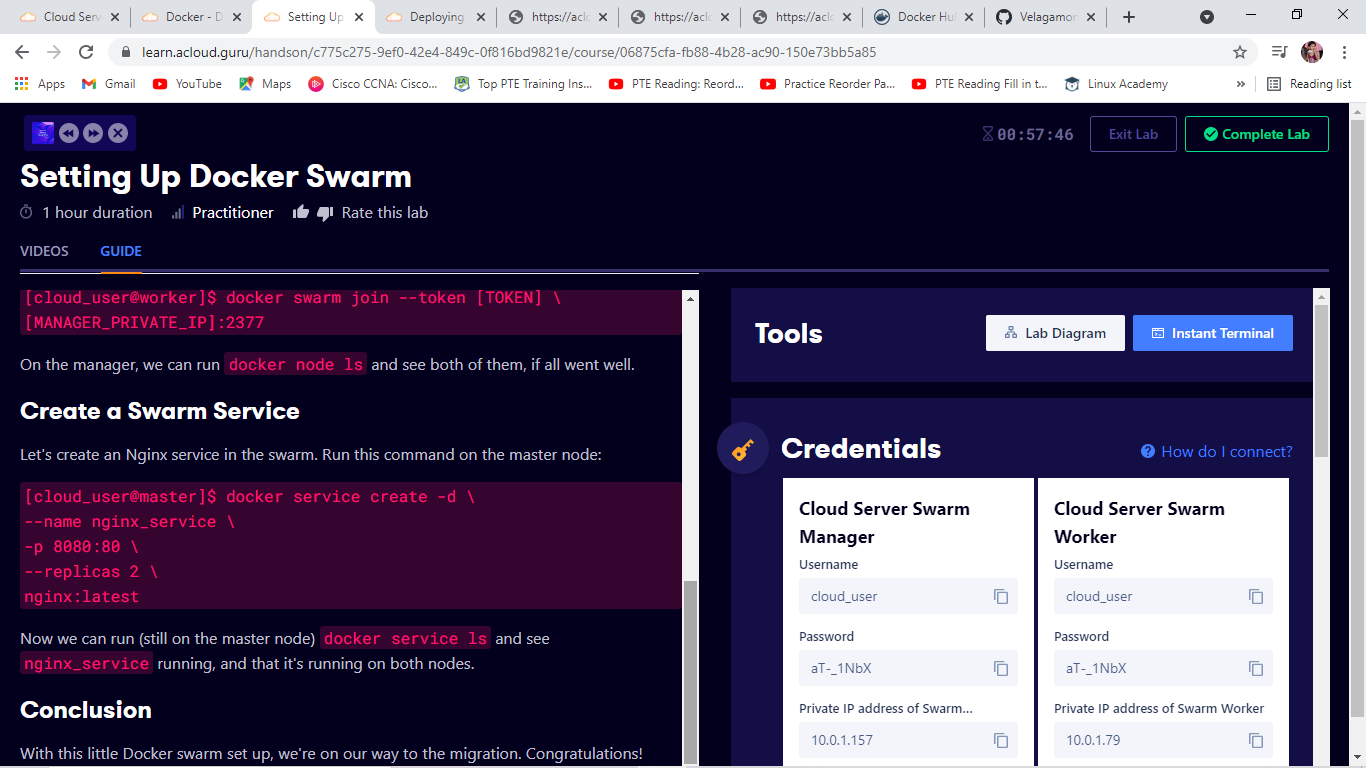 Cloud Serv
Docker - D
Setting Up
Deploying
https://aclo
https://aclo
https://aclo
Docker Hu
Velagamor
learn.acloud.guru/handson/c775c275-9ef0-42e4-849c-0f816bd9821e/course/06875cfa-fb88-4b28-ac90-150e73bb5a85
Apps
Gmail
YouTube
Maps
Cisco CCNA: Cisco...
Top PTE Training Ins...
PTE Reading: Reord...
Practice Reorder Pa...
PTE Reading Fill in t...
Linux Academy
»
Reading list
00:57:46
Exit Lab
Complete Lab
Setting Up Docker Swarm
1 hour duration
Practitioner
Rate this lab
VIDEOS
GUIDE
[cloud_user@worker]$ docker swarm join --token [TOKEN] \
[MANAGER_PRIVATE_IP]:2377
On the manager, we can run docker node ls and see both of them, if all went well.
Create a Swarm Service
Let's create an Nginx service in the swarm. Run this command on the master node:
[cloud_user@master]$ docker service create -d \
--name nginx_service \
-p 8080:80 \
--replicas 2 \
nginx:latest
Now we can run (still on the master node) docker service ls and see
nginx_service running, and that it's running on both nodes.
Conclusion
With this little Docker swarm set up, we're on our way to the migration. Congratulations!
Tools
Lab Diagram
Instant Terminal
Credentials
How do I connect?
Cloud Server Swarm
Manager
Username
cloud_user
Password
aT-_1NbX
Private IP address of Swarm...
10.0.1.157
Cloud Server Swarm
Worker
Username
cloud_user
Password
aT-_1NbX
Private IP address of Swarm Worker
10.0.1.79